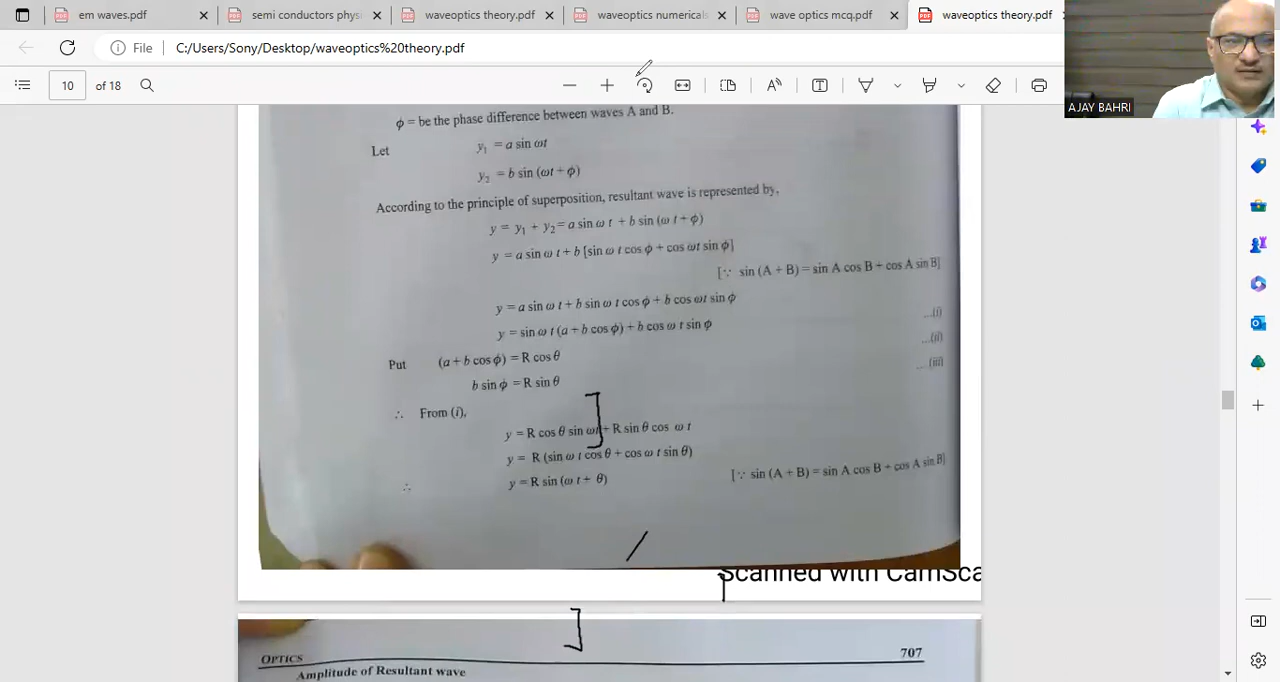 em waves.pdf
semi conductors phys
waveoptics theory.pdf
waveoptics numericals
wave optics mcq.pdf
waveoptics theory.pdf
File C:/Users/Sony/Desktop/waveoptics%20theory.pdf
10 of 18
AJAY BAHRI
ϕ = be the phase difference between waves A and B.
Let y₁ = a sin ωt
y₂ = b sin (ωt + ϕ)
According to the principle of superposition, resultant wave is represented by,
y = y₁ + y₂ = a sin ω t + b sin (ω t + ϕ)
y = a sin ω t + b [sin ω t cos ϕ + cos ωt sin ϕ]
[∵ sin (A + B) = sin A cos B + cos A sin B]
y = a sin ω t + b sin ω t cos ϕ + b cos ωt sin ϕ
y = sin ω t (a + b cos ϕ) + b cos ω t sin ϕ ...(i)
Put (a + b cos ϕ) = R cos θ ...(ii)
b sin ϕ = R sin θ ...(iii)
∴ From (i),
y = R cos θ sin ωt + R sin θ cos ω t
y = R (sin ω t cos θ + cos ω t sin θ)
∴ y = R sin (ω t + θ) [∵ sin (A + B) = sin A cos B + cos A sin B]
Scanned with CamSca
OPTICS 707
Amplitude of Resultant wave